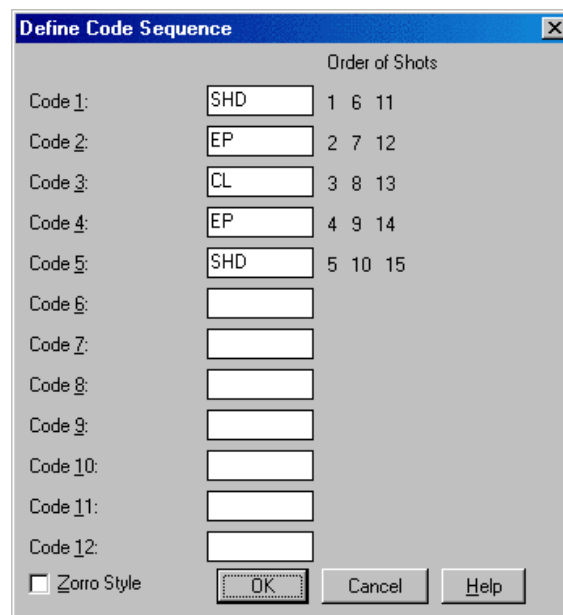 Define Code Sequence
Order of Shots
Code 1: SHD 1 6 11
Code 2: EP 2 7 12
Code 3: CL 3 8 13
Code 4: EP 4 9 14
Code 5: SHD 5 10 15
Code 6:
Code 7:
Code 8:
Code 9:
Code 10:
Code 11:
Code 12:
Zorro Style OK Cancel Help